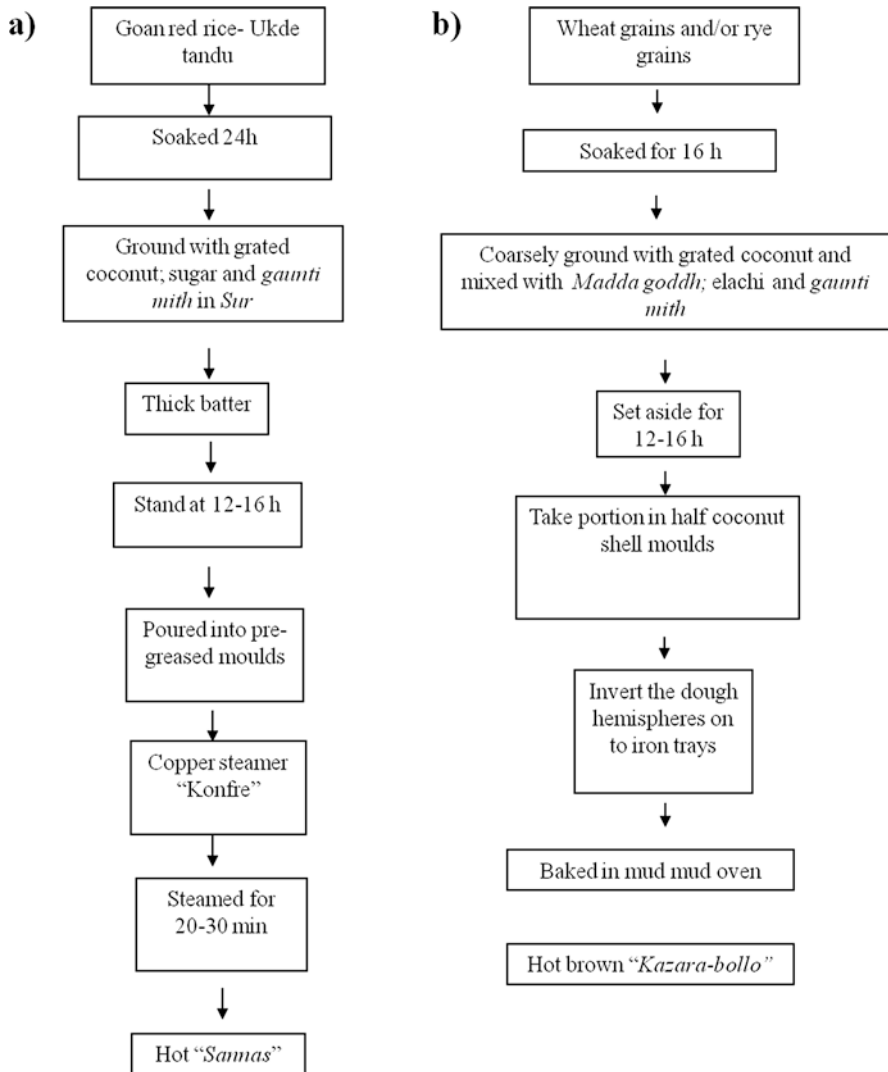 a)
Goan red rice- Ukde
tandu
Soaked 24h
Ground with grated
coconut; sugar and gaunti
mith in Sur
Thick batter
Stand at 12-16 h
Poured into pre-
greased moulds
Copper steamer
“Konfre”
Steamed for
20-30 min
Hot “Sannas”
b)
Wheat grains and/or rye
grains
Soaked for 16 h
Coarsely ground with grated coconut and
mixed with Madda goddh; elachi and gaunti
mith
Set aside for
12-16 h
Take portion in half coconut
shell moulds
Invert the dough
hemispheres on
to iron trays
Baked in mud mud oven
Hot brown “Kazara-bollo”